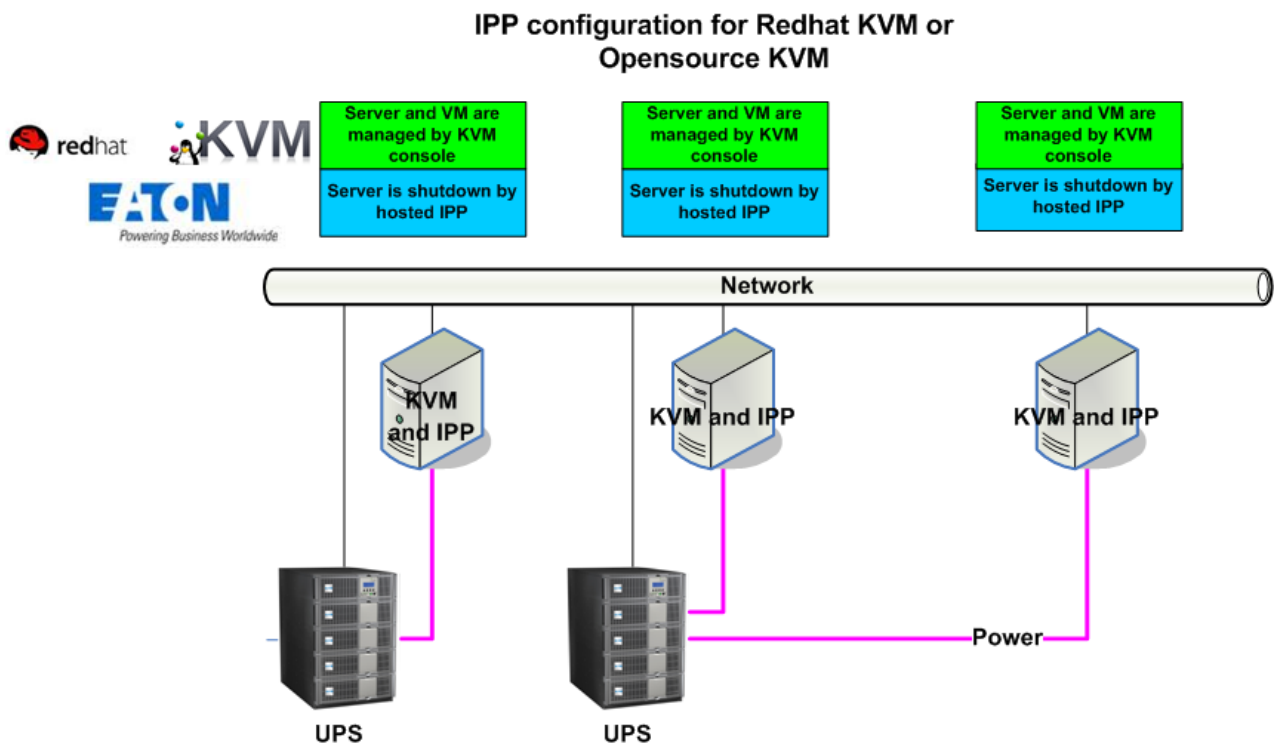 IPP configuration for Redhat KVM or
Opensource KVM
redhat
KVM
EATON
Powering Business Worldwide
Server and VM are
managed by KVM
console
Server is shutdown by
hosted IPP
Server and VM are
managed by KVM
console
Server is shutdown by
hosted IPP
Server and VM are
managed by KVM
console
Server is shutdown by
hosted IPP
Network
KVM
and IPP
KVM and IPP
KVM and IPP
Power
UPS
UPS